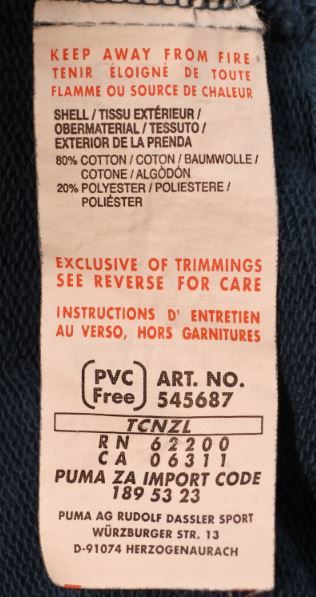 KEEP AWAY FROM FIRE
TENIR ÉLOIGNÉ DE TOUTE
FLAMME OU SOURCE DE CHALEUR
SHELL / TISSU EXTÉRIEUR /
OBERMATERIAL / TESSUTO /
EXTERIOR DE LA PRENDA
80% COTTON / COTON / BAUMWOLLE /
COTONE / ALGÒDÓN
20% POLYESTER / POLIESTERE /
POLIÉSTER
EXCLUSIVE OF TRIMMINGS
SEE REVERSE FOR CARE
INSTRUCTIONS D' ENTRETIEN
AU VERSO, HORS GARNITURES
(PVC Free) ART. NO. 545687
TCNZL
RN 62200
CA 06311
PUMA ZA IMPORT CODE
189 53 23
PUMA AG RUDOLF DASSLER SPORT
WÜRZBURGER STR. 13
D-91074 HERZOGENAURACH